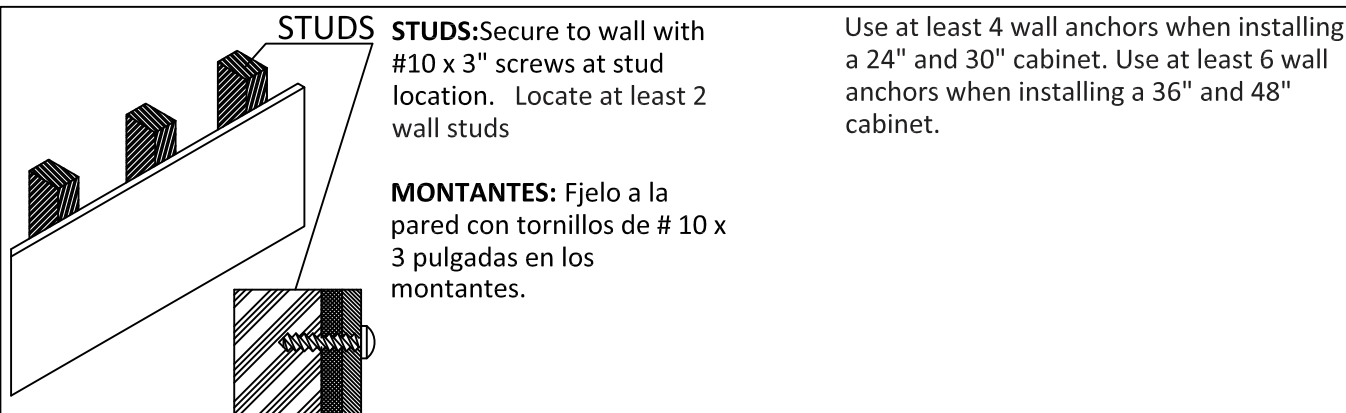 STUDS
STUDS:Secure to wall with
#10 x 3" screws at stud
location. Locate at least 2
wall studs
MONTANTES: Fjelo a la
pared con tornillos de # 10 x
3 pulgadas en los
montantes.
Use at least 4 wall anchors when installing
a 24" and 30" cabinet. Use at least 6 wall
anchors when installing a 36" and 48"
cabinet.